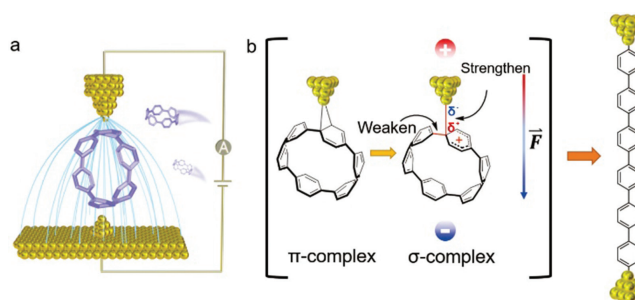 a
A
b
+
Strengthen
δ-
Weaken
δ+
+
F
-
π-complex
σ-complex